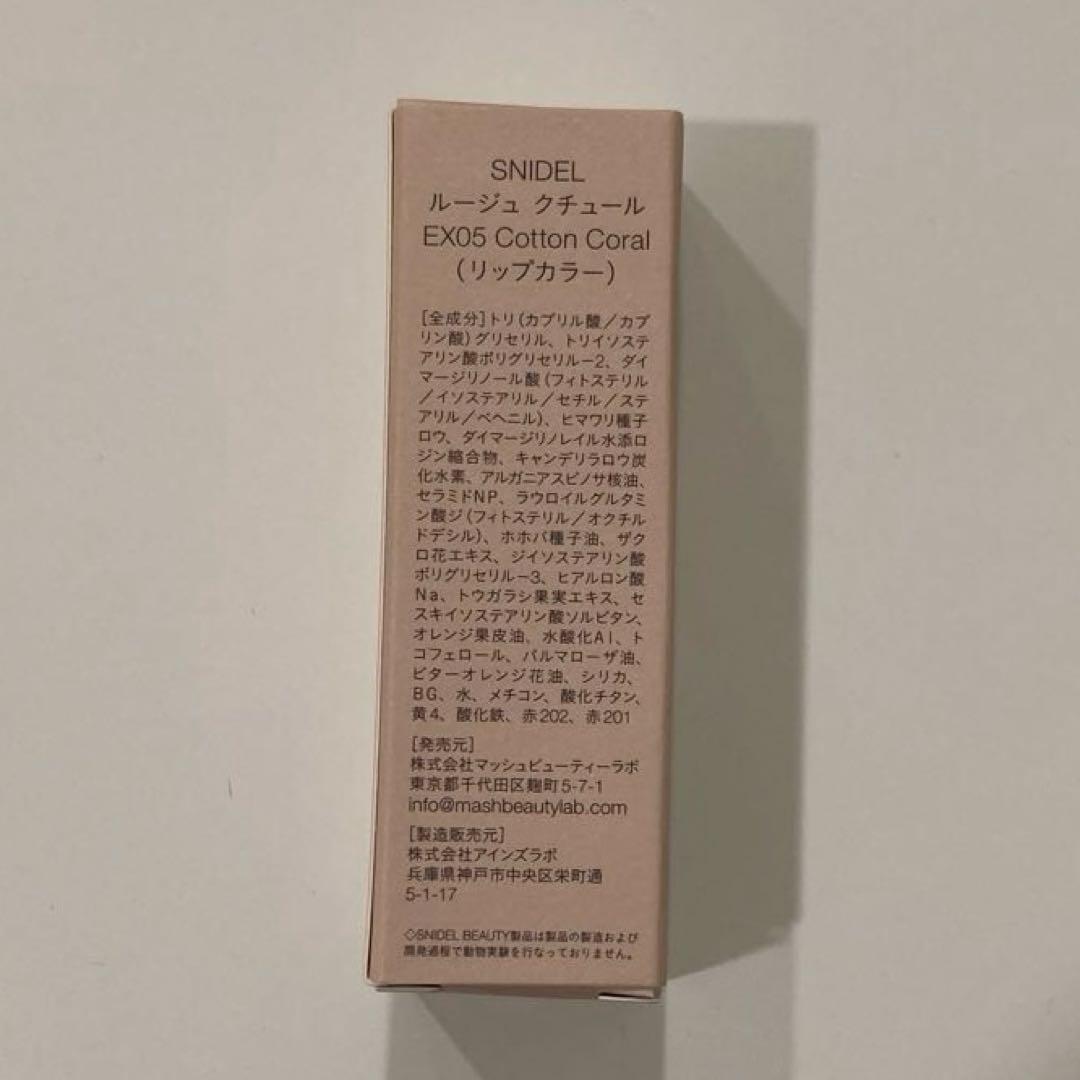 SNIDEL
ルージュ クチュール
EX05 Cotton Coral
（リップカラー）
［全成分］トリ（カプリル酸／カプ
リン酸）グリセリル、トリイソステ
アリン酸ポリグリセリル－2、ダイ
マージリノール酸（フィトステリル
／イソステアリル／セチル／ステ
アリル／ベヘニル）、ヒマワリ種子
ロウ、ダイマージリノレイル水添ロ
ジン縮合物、キャンデリラロウ炭
化水素、アルガニアスピノサ核油、
セラミドNP、ラウロイルグルタミ
ン酸ジ（フィトステリル／オクチル
ドデシル）、ホホバ種子油、ザク
ロ花エキス、ジイソステアリン酸
ポリグリセリル－3、ヒアルロン酸
Na、トウガラシ果実エキス、セ
スキイソステアリン酸ソルビタン、
オレンジ果皮油、水酸化Al、ト
コフェロール、パルマローザ油、
ビターオレンジ花油、シリカ、
BG、水、メチコン、酸化チタン、
黄4、酸化鉄、赤202、赤201
［発売元］
株式会社マッシュビューティーラボ
東京都千代田区麹町5-7-1
info@mashbeautylab.com
［製造販売元］
株式会社アインズラボ
兵庫県神戸市中央区栄町通
5-1-17
◇SNIDEL BEAUTY製品は製品の製造および
開発過程で動物実験を行なっておりません。